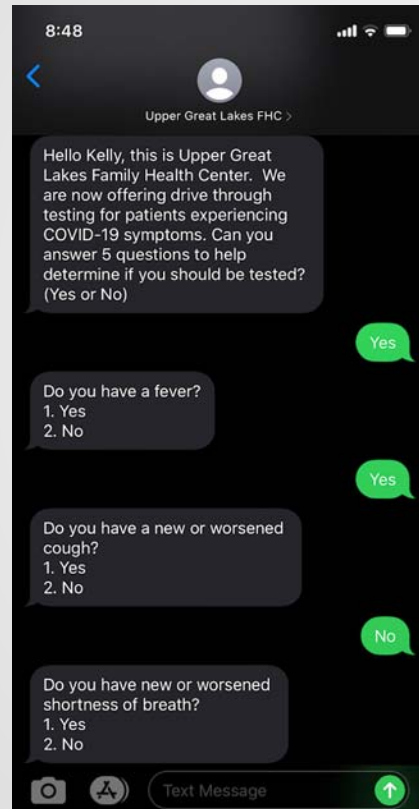 8:48
Upper Great Lakes FHC >
Hello Kelly, this is Upper Great
Lakes Family Health Center. We
are now offering drive through
testing for patients experiencing
COVID-19 symptoms. Can you
answer 5 questions to help
determine if you should be tested?
(Yes or No)
Yes
Do you have a fever?
1. Yes
2. No
Yes
Do you have a new or worsened
cough?
1. Yes
2. No
No
Do you have new or worsened
shortness of breath?
1. Yes
2. No
Text Message